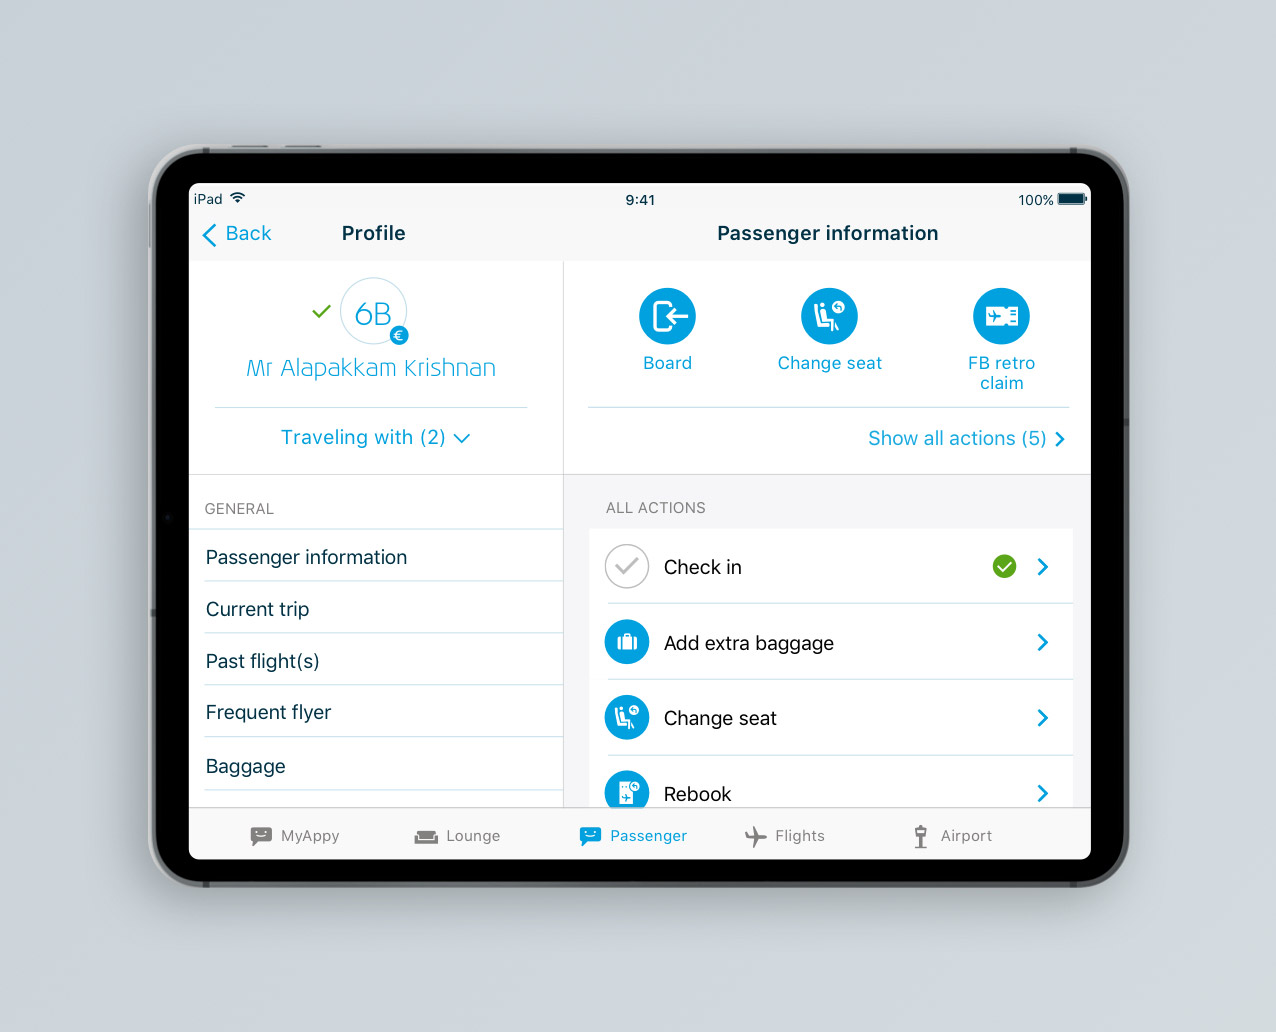 iPad
9:41
100%
Back
Profile
Passenger information
6B
€
Mr Alapakkam Krishnan
Traveling with (2)
Board
Change seat
FB retro
claim
Show all actions (5)
GENERAL
Passenger information
Current trip
Past flight(s)
Frequent flyer
Baggage
ALL ACTIONS
Check in
Add extra baggage
Change seat
Rebook
MyAppy
Lounge
Passenger
Flights
Airport